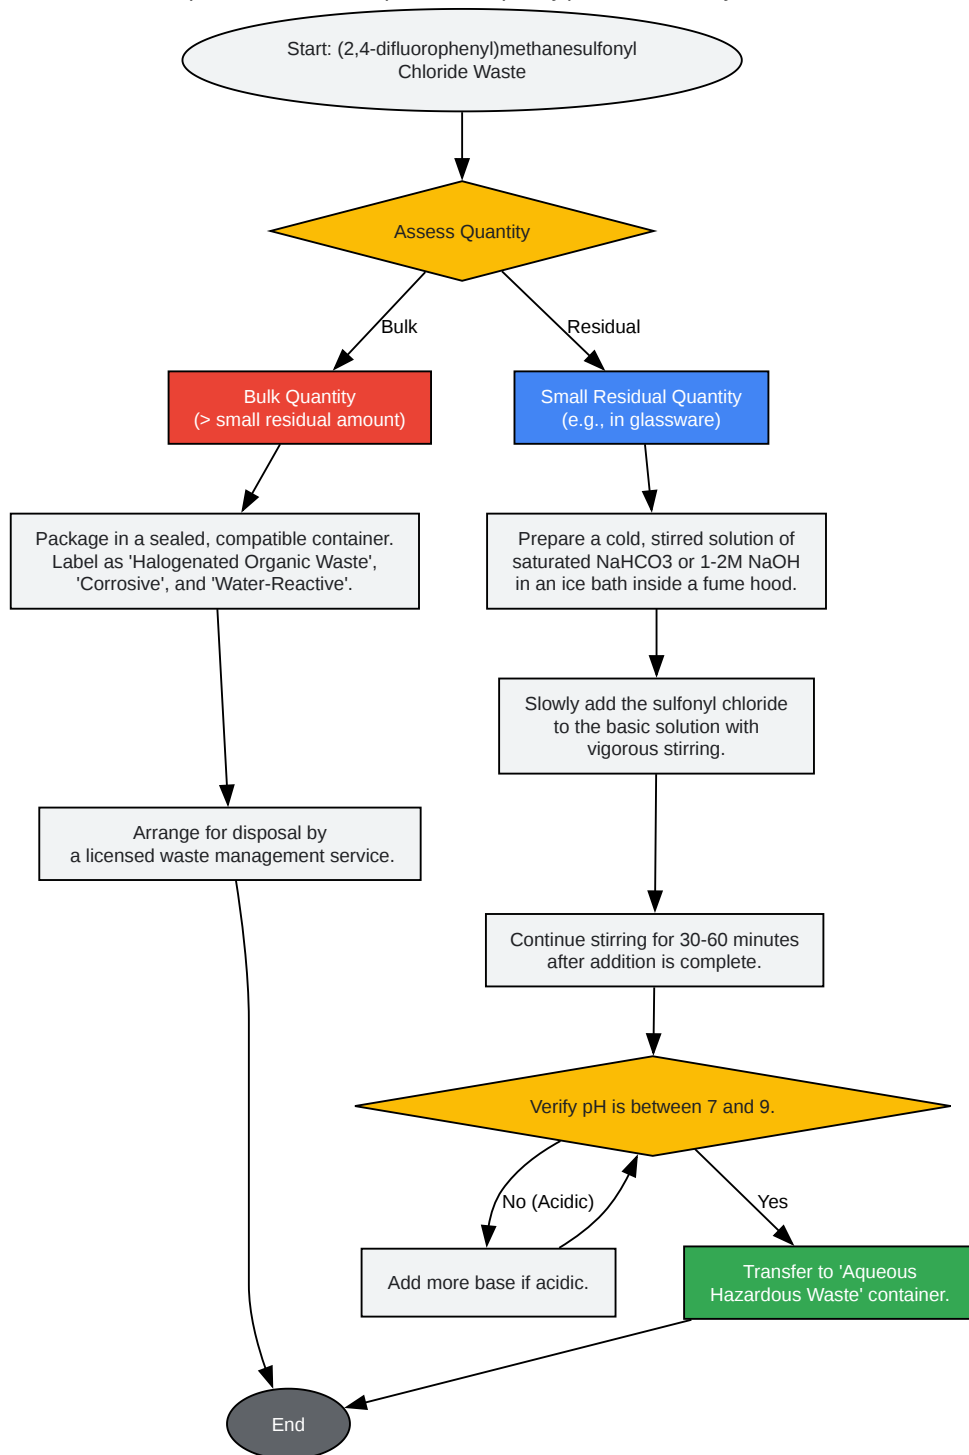 Start: (2,4-difluorophenyl)methanesulfonyl
Chloride Waste
Assess Quantity
Bulk
Residual
Bulk Quantity
(> small residual amount)
Small Residual Quantity
(e.g., in glassware)
Package in a sealed, compatible container.
Label as 'Halogenated Organic Waste',
'Corrosive', and 'Water-Reactive'.
Prepare a cold, stirred solution of
saturated NaHCO3 or 1-2M NaOH
in an ice bath inside a fume hood.
Slowly add the sulfonyl chloride
to the basic solution with
vigorous stirring.
Arrange for disposal by
a licensed waste management service.
Continue stirring for 30-60 minutes
after addition is complete.
Verify pH is between 7 and 9.
No (Acidic)
Yes
Add more base if acidic.
Transfer to 'Aqueous
Hazardous Waste' container.
End